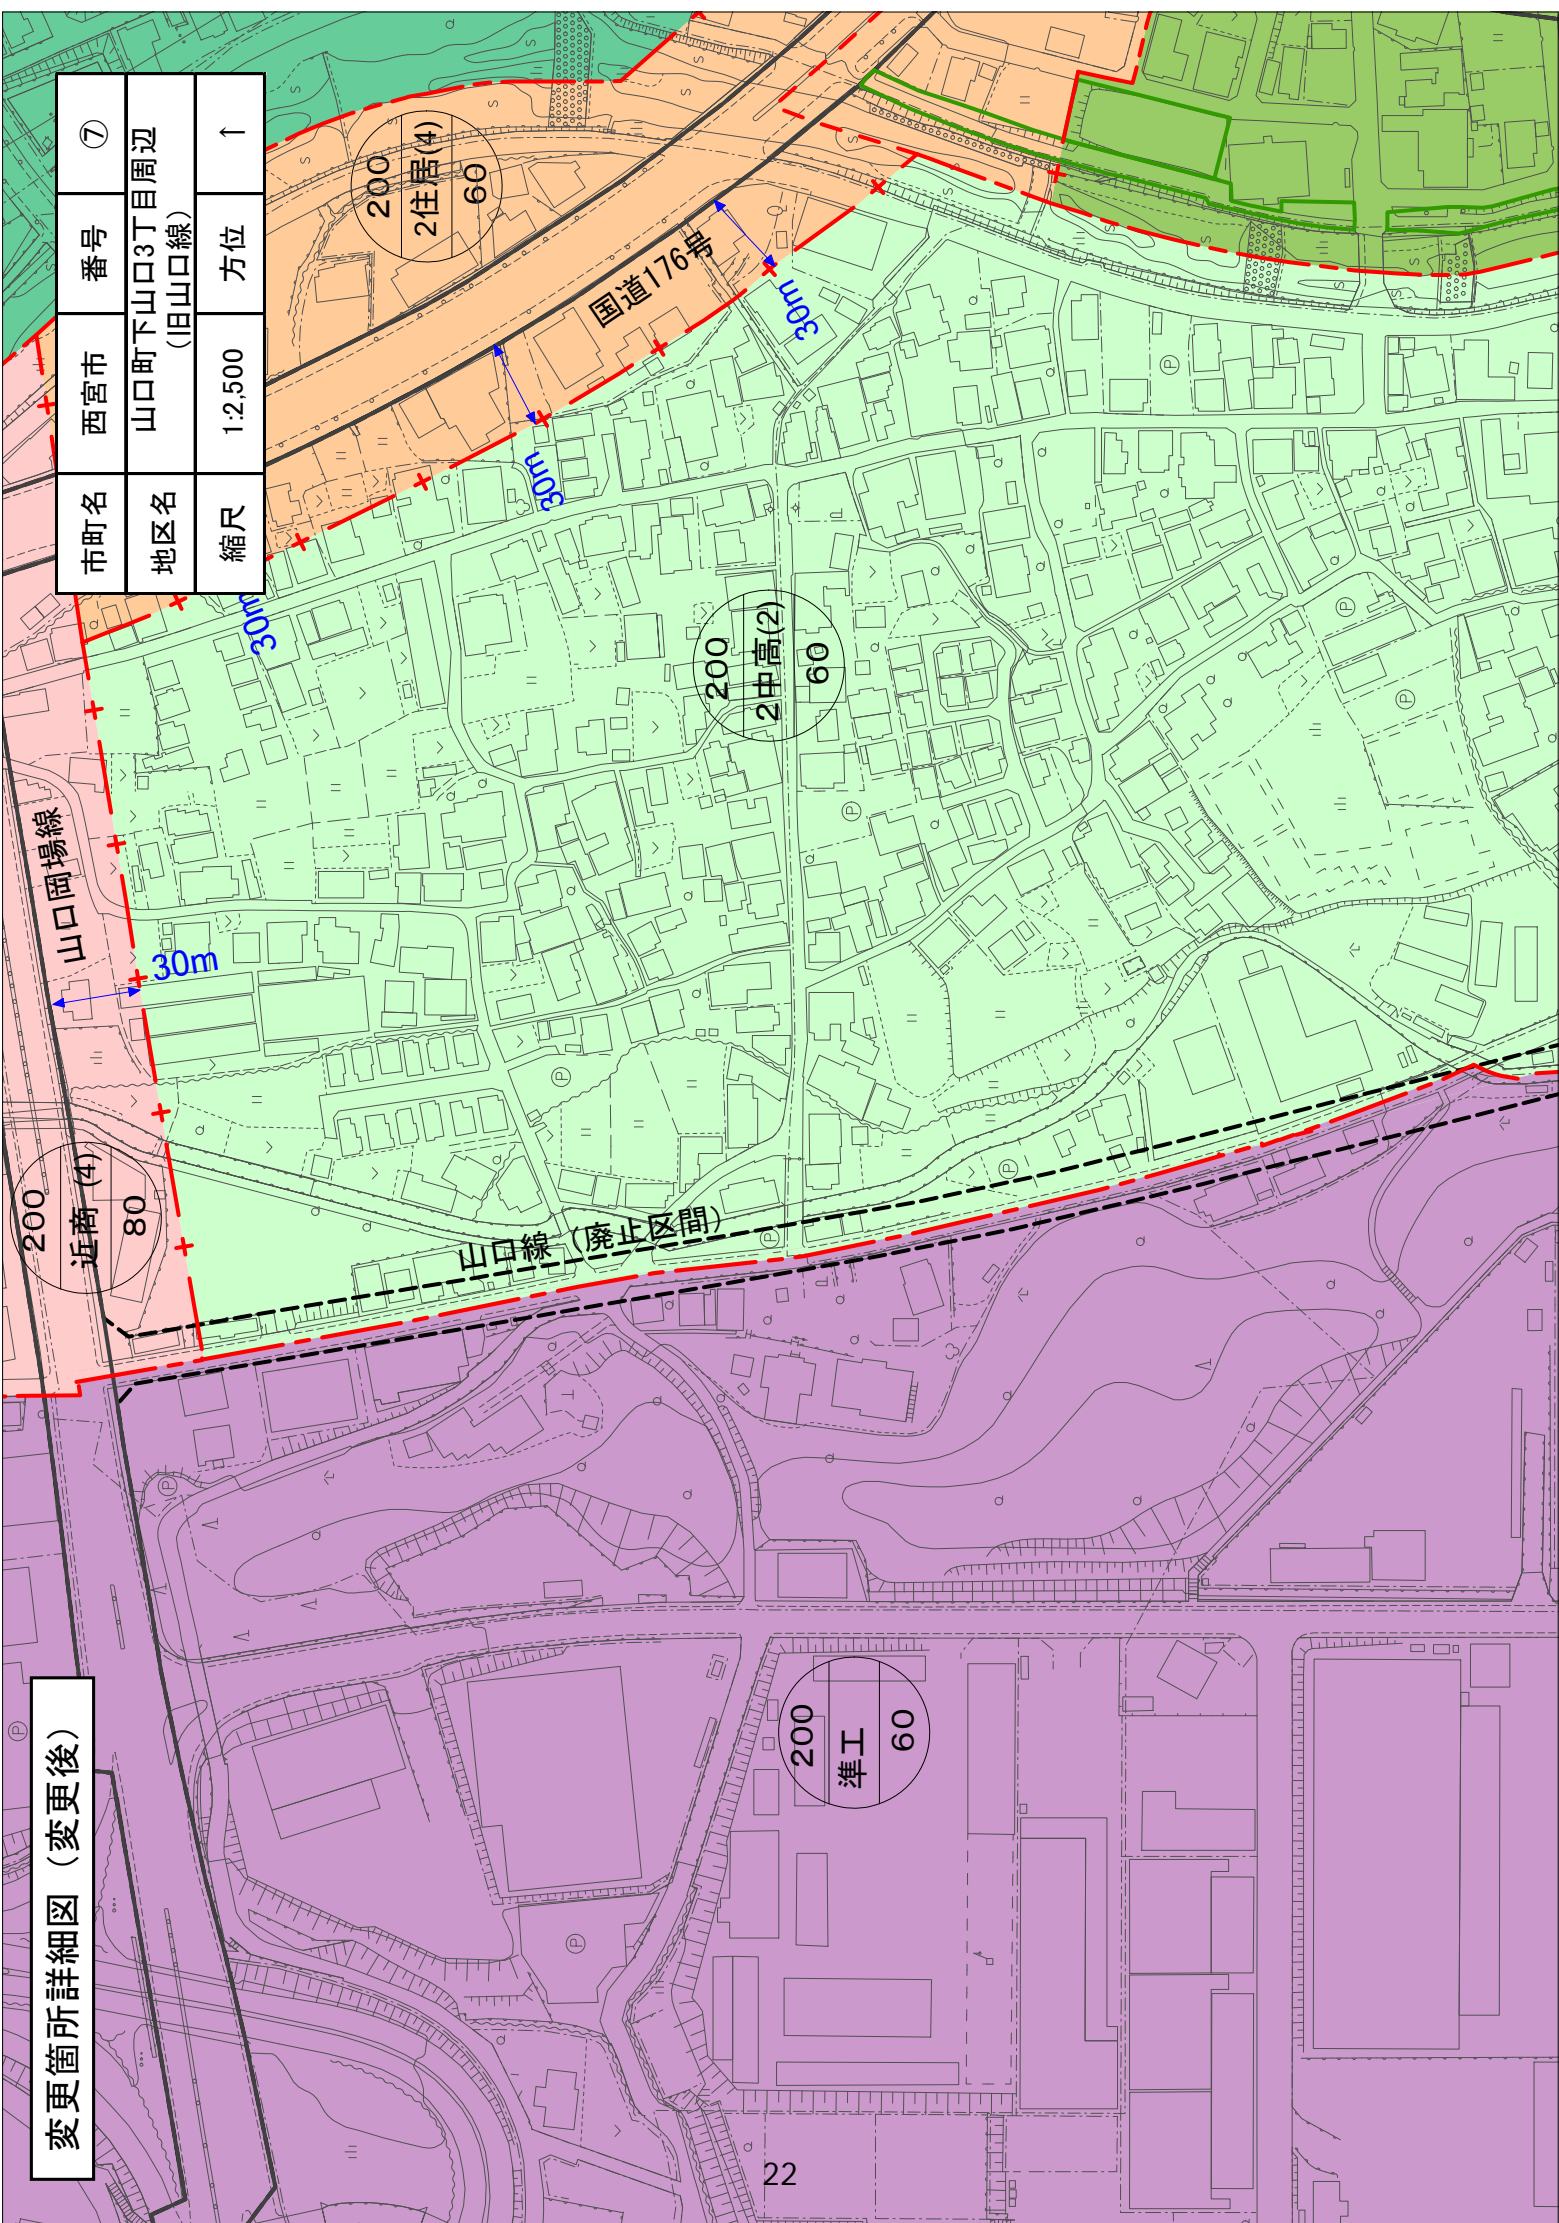 変更箇所詳細図（変更後）
市町名 西宮市 番号 ⑦
地区名 山口町下山口3丁目周辺
（旧山口線）
縮尺 1:2,500 方位 ↑
200
近商 (4)
80
山口岡場線
30m
30m
200
2住居(4)
60
国道176号
30m
30m
200
2中高(2)
60
山口線（廃止区間）
200
準工
60
22